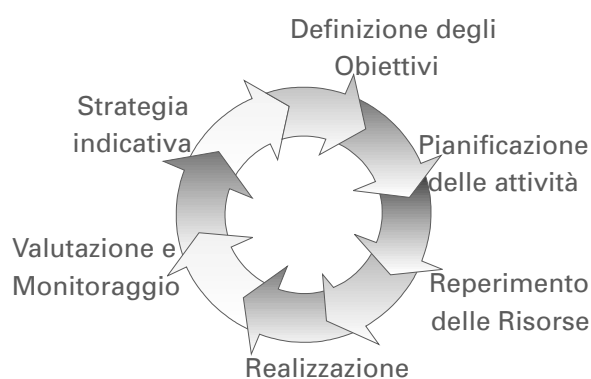 Definizione degli
Obiettivi
Pianificazione
delle attività
Reperimento
delle Risorse
Realizzazione
Valutazione e
Monitoraggio
Strategia
indicativa